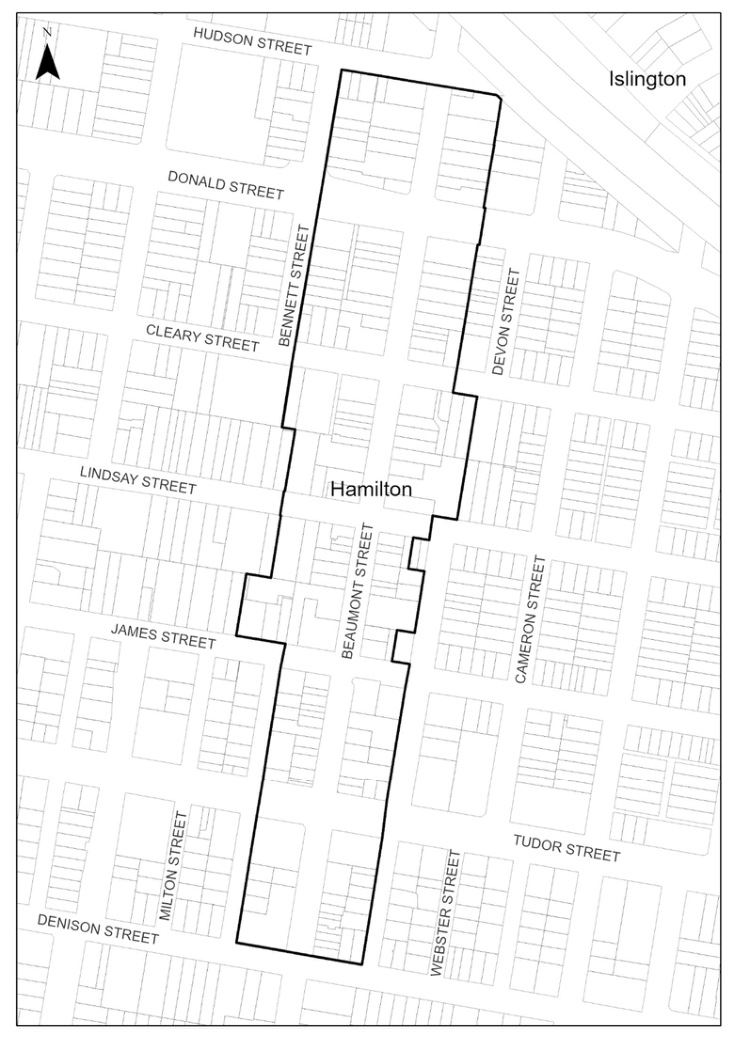 HUDSON STREET
N
Islington
DONALD STREET
BENNETT STREET
DEVON STREET
CLEARY STREET
LINDSAY STREET
Hamilton
BEAUMONT STREET
CAMERON STREET
JAMES STREET
MILTON STREET
TUDOR STREET
WEBSTER STREET
DENISON STREET